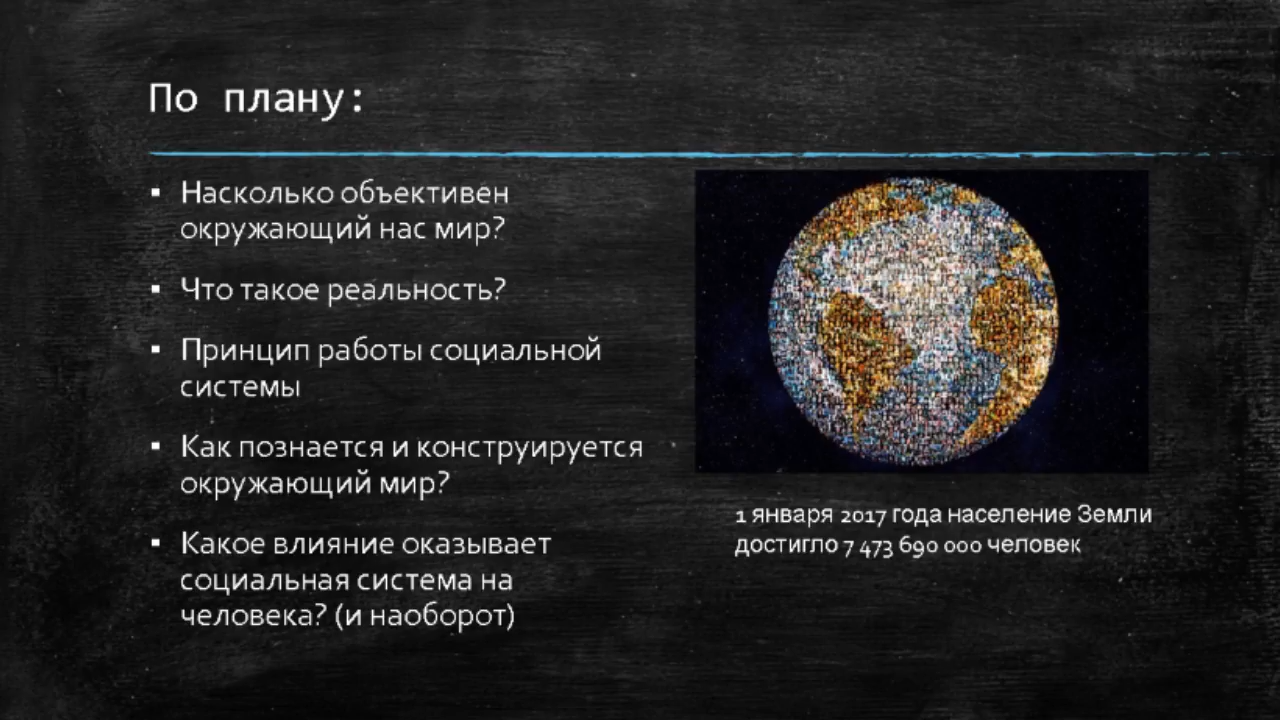 По плану:
▪ Насколько объективен
окружающий нас мир?
▪ Что такое реальность?
▪ Принцип работы социальной
системы
▪ Как познается и конструируется
окружающий мир?
▪ Какое влияние оказывает
социальная система на
человека? (и наоборот)
1 января 2017 года население Земли
достигло 7 473 690 000 человек